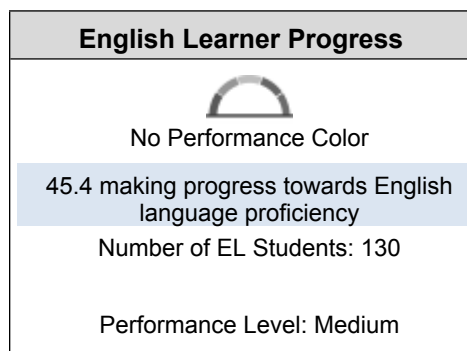 English Learner Progress
No Performance Color
45.4 making progress towards English
language proficiency
Number of EL Students: 130
Performance Level: Medium